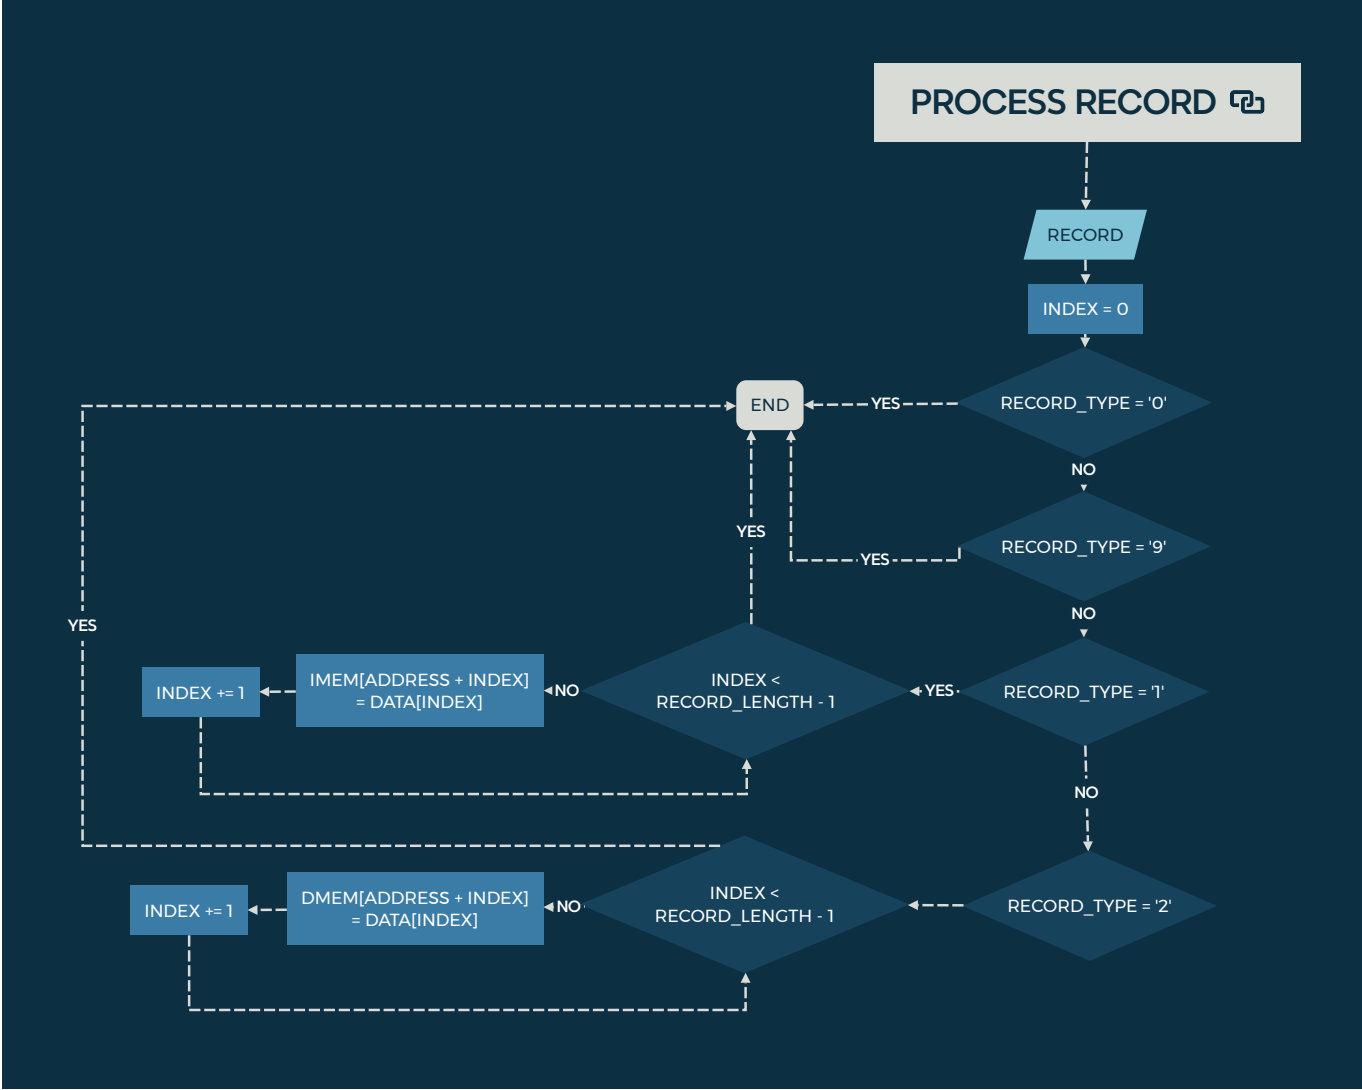 PROCESS RECORD
RECORD
INDEX = 0
RECORD_TYPE = '0'
YES
END
NO
RECORD_TYPE = '9'
YES
YES
NO
YES
RECORD_TYPE = '1'
YES
INDEX <
RECORD_LENGTH - 1
NO
IMEM[ADDRESS + INDEX]
= DATA[INDEX]
INDEX += 1
NO
RECORD_TYPE = '2'
INDEX <
RECORD_LENGTH - 1
NO
DMEM[ADDRESS + INDEX]
= DATA[INDEX]
INDEX += 1